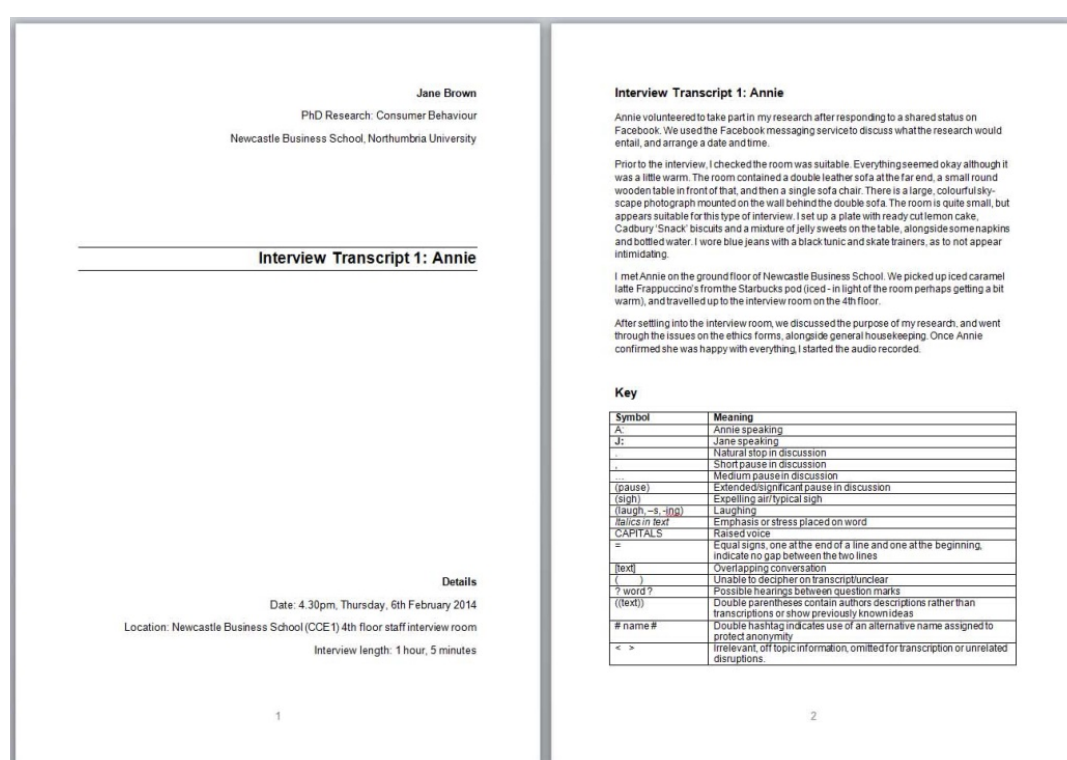 Jane Brown
PhD Research: Consumer Behaviour
Newcastle Business School, Northumbria University
Interview Transcript 1: Annie
Details
Date: 4.30pm, Thursday, 6th February 2014
Location: Newcastle Business School (CCE1) 4th floor staff interview room
Interview length: 1 hour, 5 minutes
1
Interview Transcript 1: Annie
Annie volunteered to take part in my research after responding to a shared status on
Facebook. We used the Facebook messaging service to discuss what the research would
entail, and arrange a date and time.
Prior to the interview, I checked the room was suitable. Everything seemed okay although it
was a little warm. The room contained a double leather sofa at the far end, a small round
wooden table in front of that, and then a single sofa chair. There is a large, colourful sky-
scape photograph mounted on the wall behind the double sofa. The room is quite small, but
appears suitable for this type of interview. I set up a plate with ready cut lemon cake,
Cadbury 'Snack' biscuits and a mixture of jelly sweets on the table, alongside some napkins
and bottled water. I wore blue jeans with a black tunic and skate trainers, as to not appear
intimidating.
I met Annie on the ground floor of Newcastle Business School. We picked up iced caramel
latte Frappuccino's from the Starbucks pod (iced - in light of the room perhaps getting a bit
warm), and travelled up to the interview room on the 4th floor.
After settling into the interview room, we discussed the purpose of my research, and went
through the issues on the ethics forms, alongside general housekeeping. Once Annie
confirmed she was happy with everything, I started the audio recorded.
Key
Symbol Meaning
A: Annie speaking
J: Jane speaking
. Natural stop in discussion
, Short pause in discussion
... Medium pause in discussion
(pause) Extended/significant pause in discussion
(sigh) Expelling air/typical sigh
(laugh, –s, -ing) Laughing
Italics in text Emphasis or stress placed on word
CAPITALS Raised voice
= Equal signs, one at the end of a line and one at the beginning,
indicate no gap between the two lines
[text] Overlapping conversation
( ) Unable to decipher on transcript/unclear
? word ? Possible hearings between question marks
((text)) Double parentheses contain authors descriptions rather than
transcriptions or show previously known ideas
# name # Double hashtag indicates use of an alternative name assigned to
protect anonymity
< > Irrelevant, off topic information, omitted for transcription or unrelated
disruptions.
2